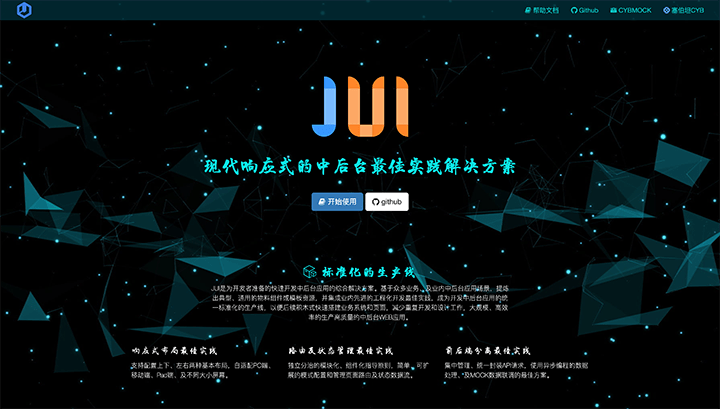 帮助文档 Github CYBMOCK 塞伯坦CYB
JUI
现代响应式的中后台最佳实践解决方案
开始使用 github
标准化的生产线
JUI是为开发者准备的快速开发中后台应用的综合解决方案，基于众多业务、及业内中后台应用场景，提炼
出典型、通用的物料组件或模板资源，并集成业内先进的工程化开发最佳实践，成为开发中后台应用的统
一标准化的生产线，以便后续积木式快速搭建业务系统和页面，减少重复开发和设计工作，大规模、高效
率的生产高质量的中后台WEB应用。
响应式布局最佳实践
支持配置上下、左右两种基本布局，自适配PC端、
移动端、Pad端、及不同大小屏幕。
路由及状态管理最佳实践
独立分治的模块化、组件化指导原则，简单、可扩
展的模式配置和管理页面路由及状态数据流。
前后端分离最佳实践
集中管理、统一封装API请求，使用异步编程的数据
处理、及MOCK数据联调的最佳方案。